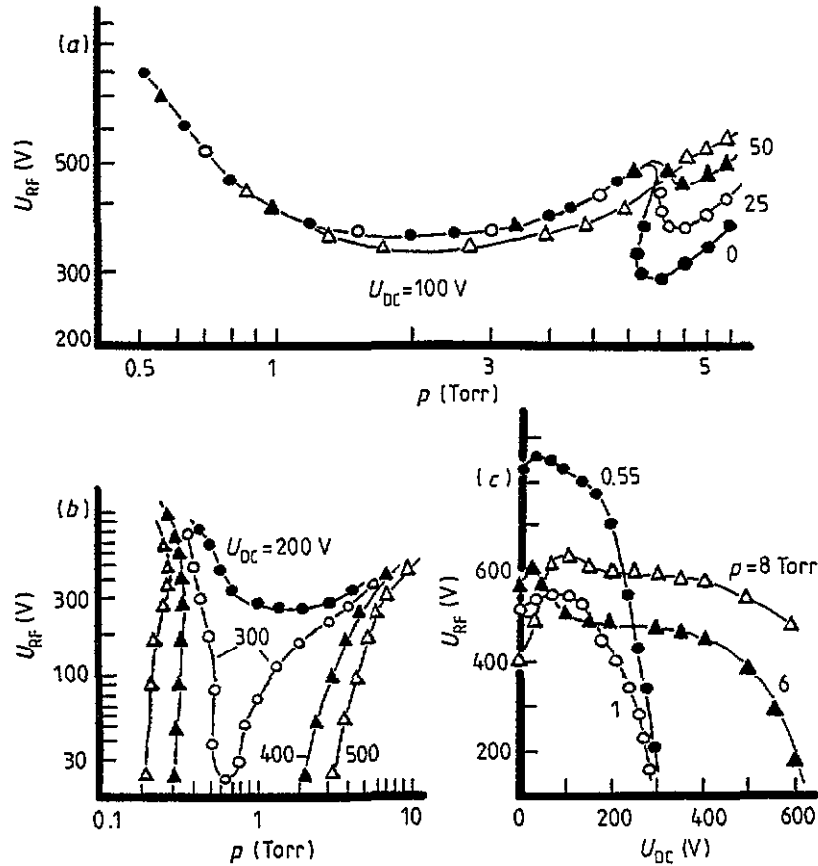 (a)
U_RF (V)
500
300
200
50
25
0
U_DC=100 V
0.5
1
3
5
p (Torr)
(b)
U_RF (V)
300
100
30
U_DC=200 V
300
400
500
0.1
1
10
p (Torr)
(c)
U_RF (V)
600
400
200
0.55
p=8 Torr
6
1
0
200
400
600
U_DC (V)